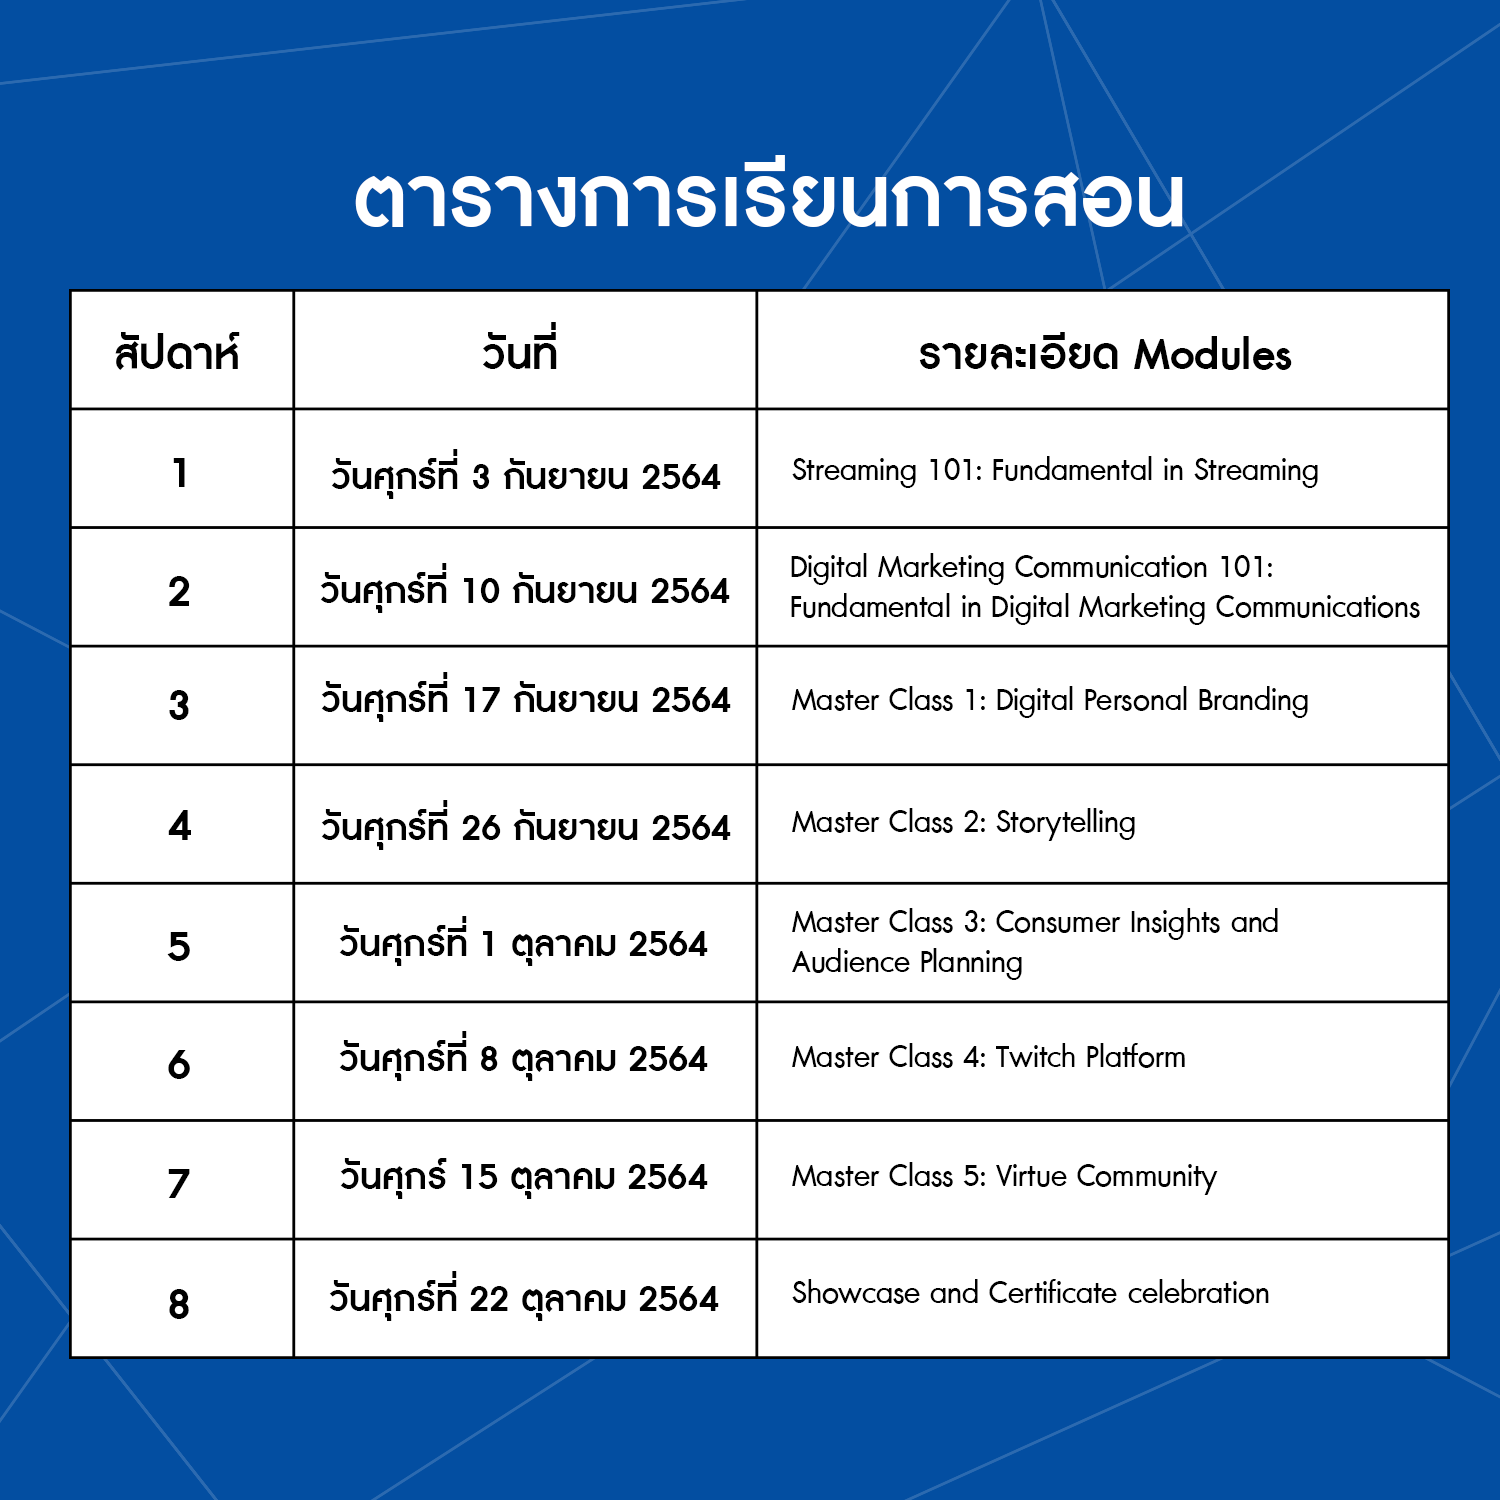 ตารางการเรียนการสอน
สัปดาห์ วันที่ รายละเอียด Modules
1 วันศุกร์ที่ 3 กันยายน 2564 Streaming 101: Fundamental in Streaming
2 วันศุกร์ที่ 10 กันยายน 2564 Digital Marketing Communication 101:
Fundamental in Digital Marketing Communications
3 วันศุกร์ที่ 17 กันยายน 2564 Master Class 1: Digital Personal Branding
4 วันศุกร์ที่ 26 กันยายน 2564 Master Class 2: Storytelling
5 วันศุกร์ที่ 1 ตุลาคม 2564 Master Class 3: Consumer Insights and
Audience Planning
6 วันศุกร์ที่ 8 ตุลาคม 2564 Master Class 4: Twitch Platform
7 วันศุกร์ 15 ตุลาคม 2564 Master Class 5: Virtue Community
8 วันศุกร์ที่ 22 ตุลาคม 2564 Showcase and Certificate celebration